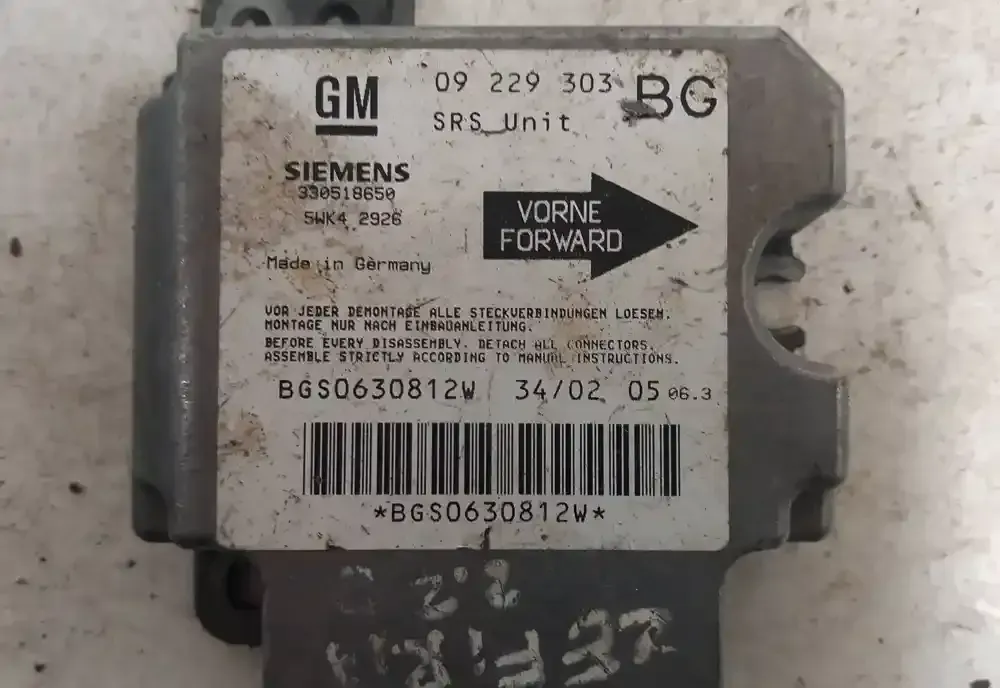 GM 09 229 303 BG
SRS Unit
SIEMENS
330518650
5WK4 2926
VORNE
FORWARD
Made in Germany
VOR JEDER DEMONTAGE ALLE STECKVERBINDUNGEN LOESEN.
MONTAGE NUR NACH EINBAUANLEITUNG.
BEFORE EVERY DISASSEMBLY, DETACH ALL CONNECTORS.
ASSEMBLE STRICTLY ACCORDING TO MANUAL INSTRUCTIONS.
BGS0630812W 34/02 05 06.3
*BGS0630812W*